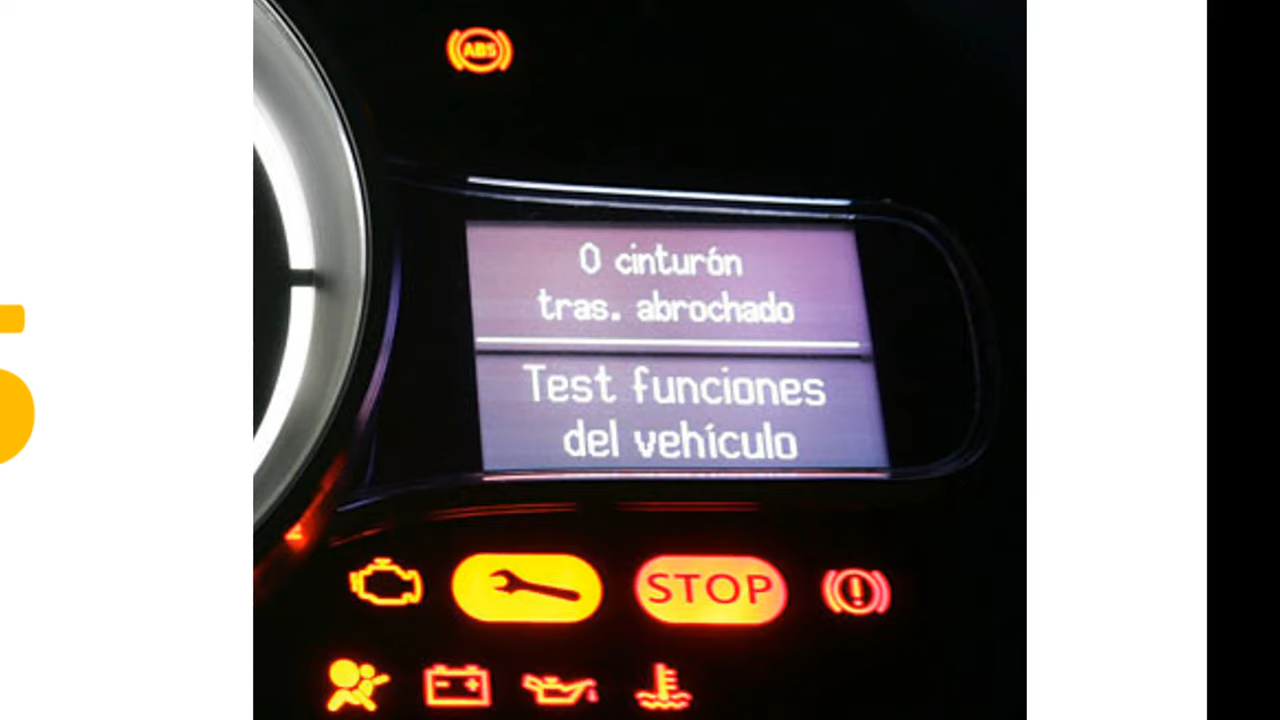 ABS
0 cinturón
tras. abrochado
Test funciones
del vehículo
STOP